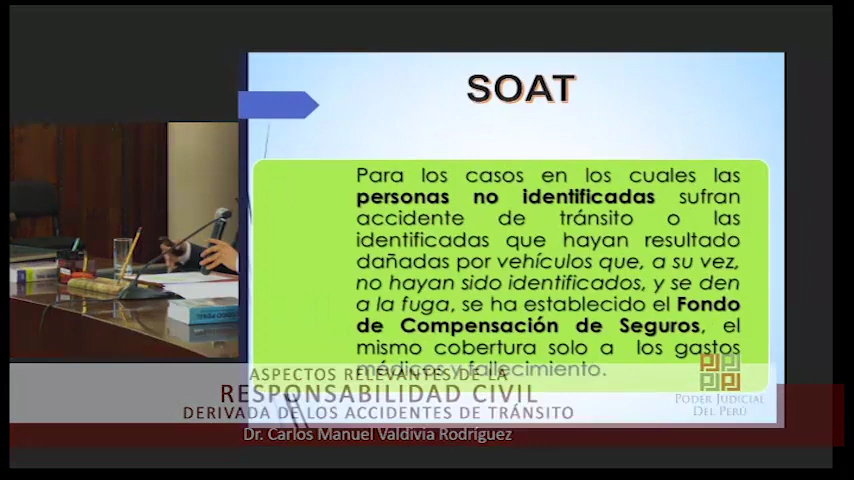 SOAT
Para los casos en los cuales las
personas no identificadas sufran
accidente de tránsito o las
identificadas que hayan resultado
dañadas por vehículos que, a su vez,
no hayan sido identificados, y se den
a la fuga, se ha establecido el Fondo
de Compensación de Seguros, el
mismo cobertura solo a los gastos
médicos y fallecimiento.
ASPECTOS RELEVANTES DE LA
RESPONSABILIDAD CIVIL
DERIVADA DE LOS ACCIDENTES DE TRÁNSITO
Dr. Carlos Manuel Valdivia Rodríguez
PODER JUDICIAL
DEL PERÚ